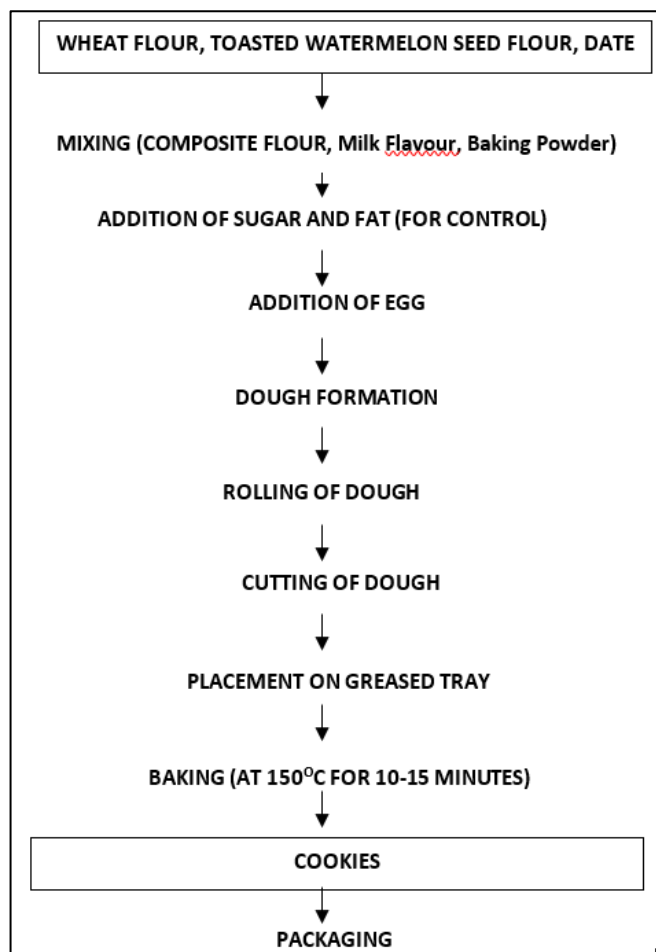 WHEAT FLOUR, TOASTED WATERMELON SEED FLOUR, DATE
MIXING (COMPOSITE FLOUR, Milk Flavour, Baking Powder)
ADDITION OF SUGAR AND FAT (FOR CONTROL)
ADDITION OF EGG
DOUGH FORMATION
ROLLING OF DOUGH
CUTTING OF DOUGH
PLACEMENT ON GREASED TRAY
BAKING (AT 150ᴼC FOR 10-15 MINUTES)
COOKIES
PACKAGING